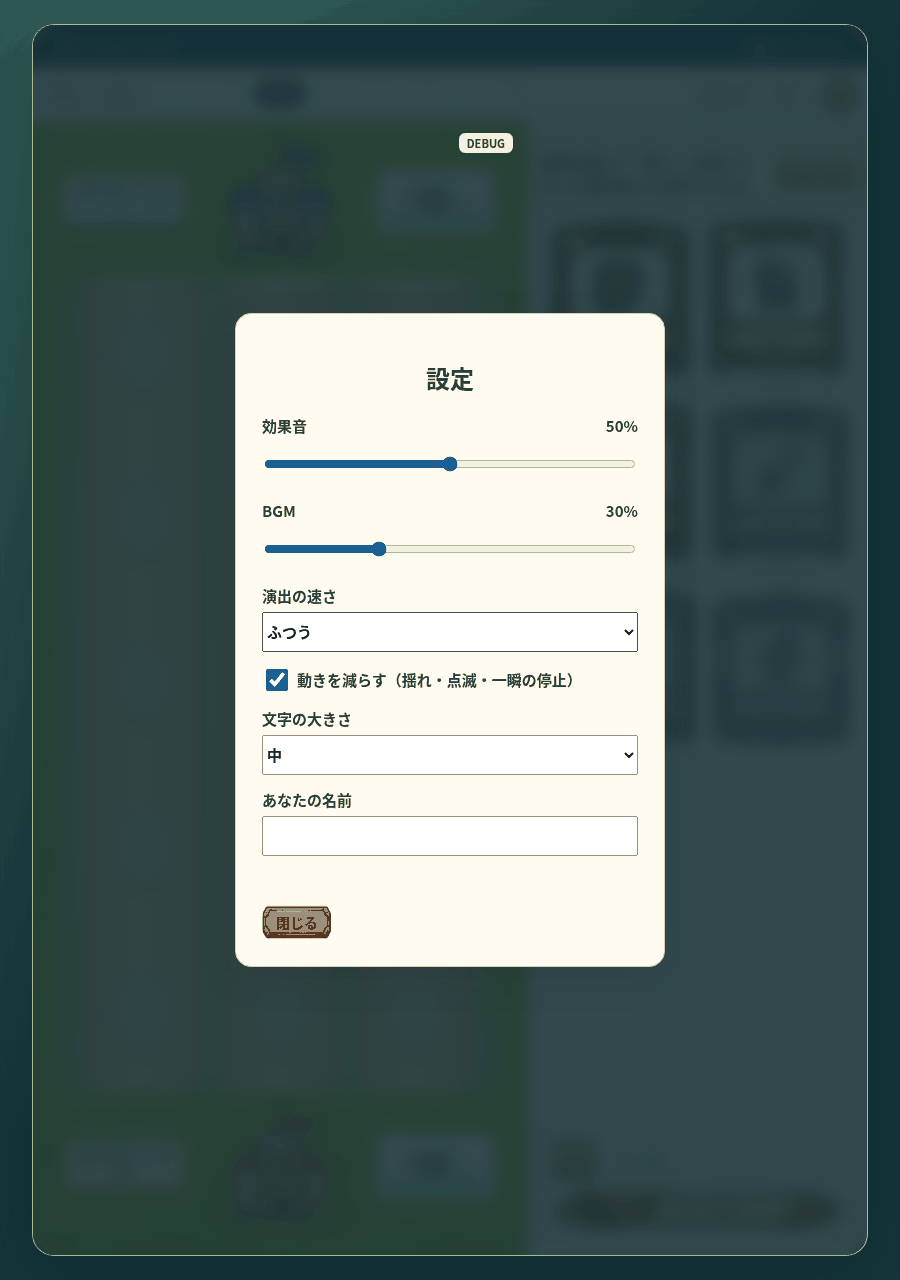 DEBUG
設定
効果音 50%
BGM 30%
演出の速さ
ふつう
動きを減らす（揺れ・点滅・一瞬の停止）
文字の大きさ
中
あなたの名前
閉じる